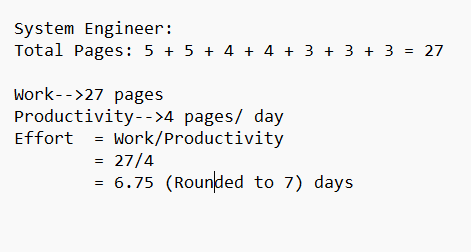 System Engineer:
Total Pages: 5 + 5 + 4 + 4 + 3 + 3 + 3 = 27
Work-->27 pages
Productivity-->4 pages/ day
Effort  = Work/Productivity
= 27/4
= 6.75 (Rounded to 7) days